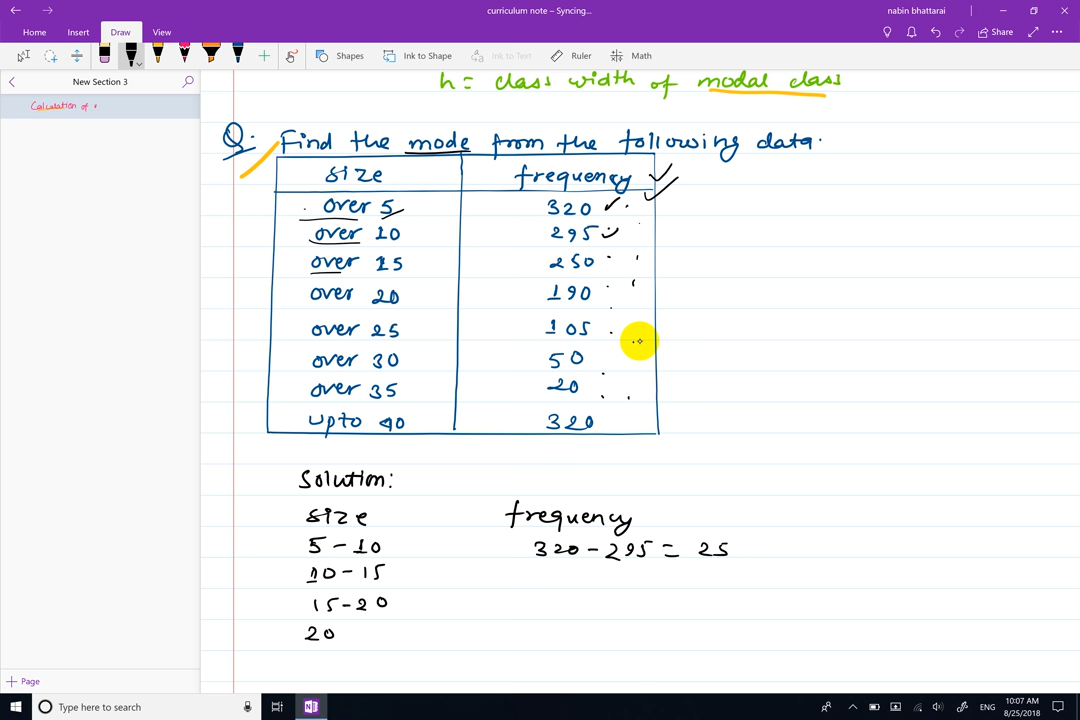 curriculum note – Syncing...
nabin bhattarai
Home Insert Draw View
Share
Shapes Ink to Shape Ink to Text Ruler Math
New Section 3
Calculation of
h = class width of modal class
Q. Find the mode from the following data.
size frequency
over 5 320
over 10 295
over 15 250
over 20 190
over 25 105
over 30 50
over 35 20
upto 40 320
Solution:
size frequency
5 - 10 320 - 295 = 25
10 - 15
15 - 20
20
+ Page
Type here to search
ENG
10:07 AM
8/25/2018